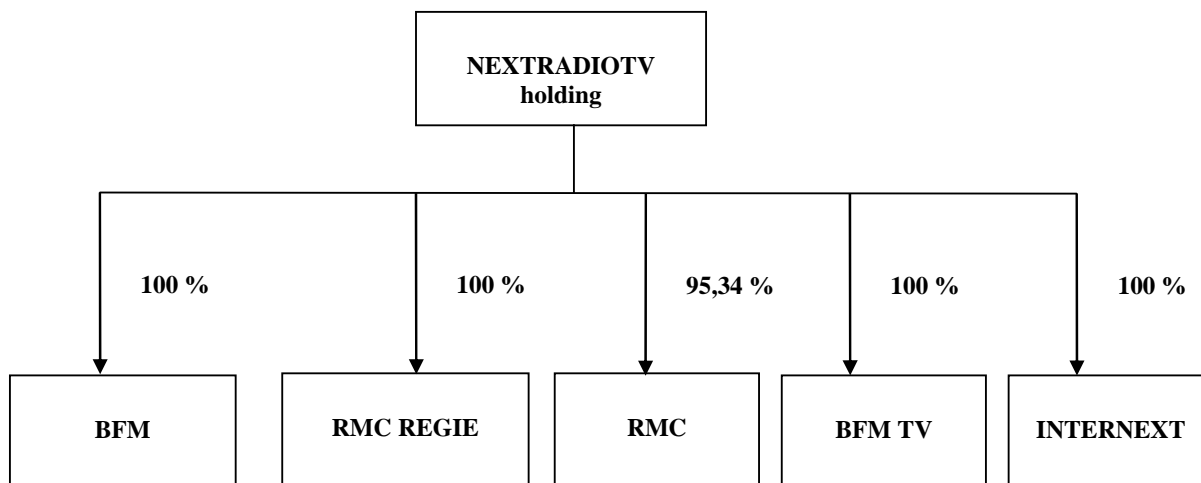 NEXTRADIOTV
holding
100 %
100 %
95,34 %
100 %
100 %
BFM
RMC REGIE
RMC
BFM TV
INTERNEXT